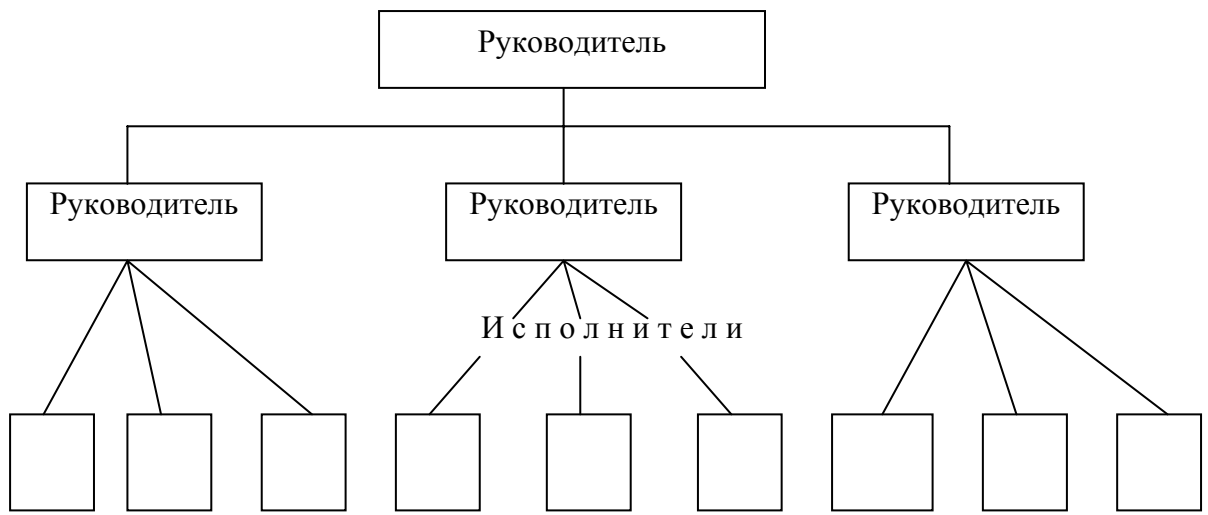 Руководитель
Руководитель Руководитель Руководитель
И с п о л н и т е л и